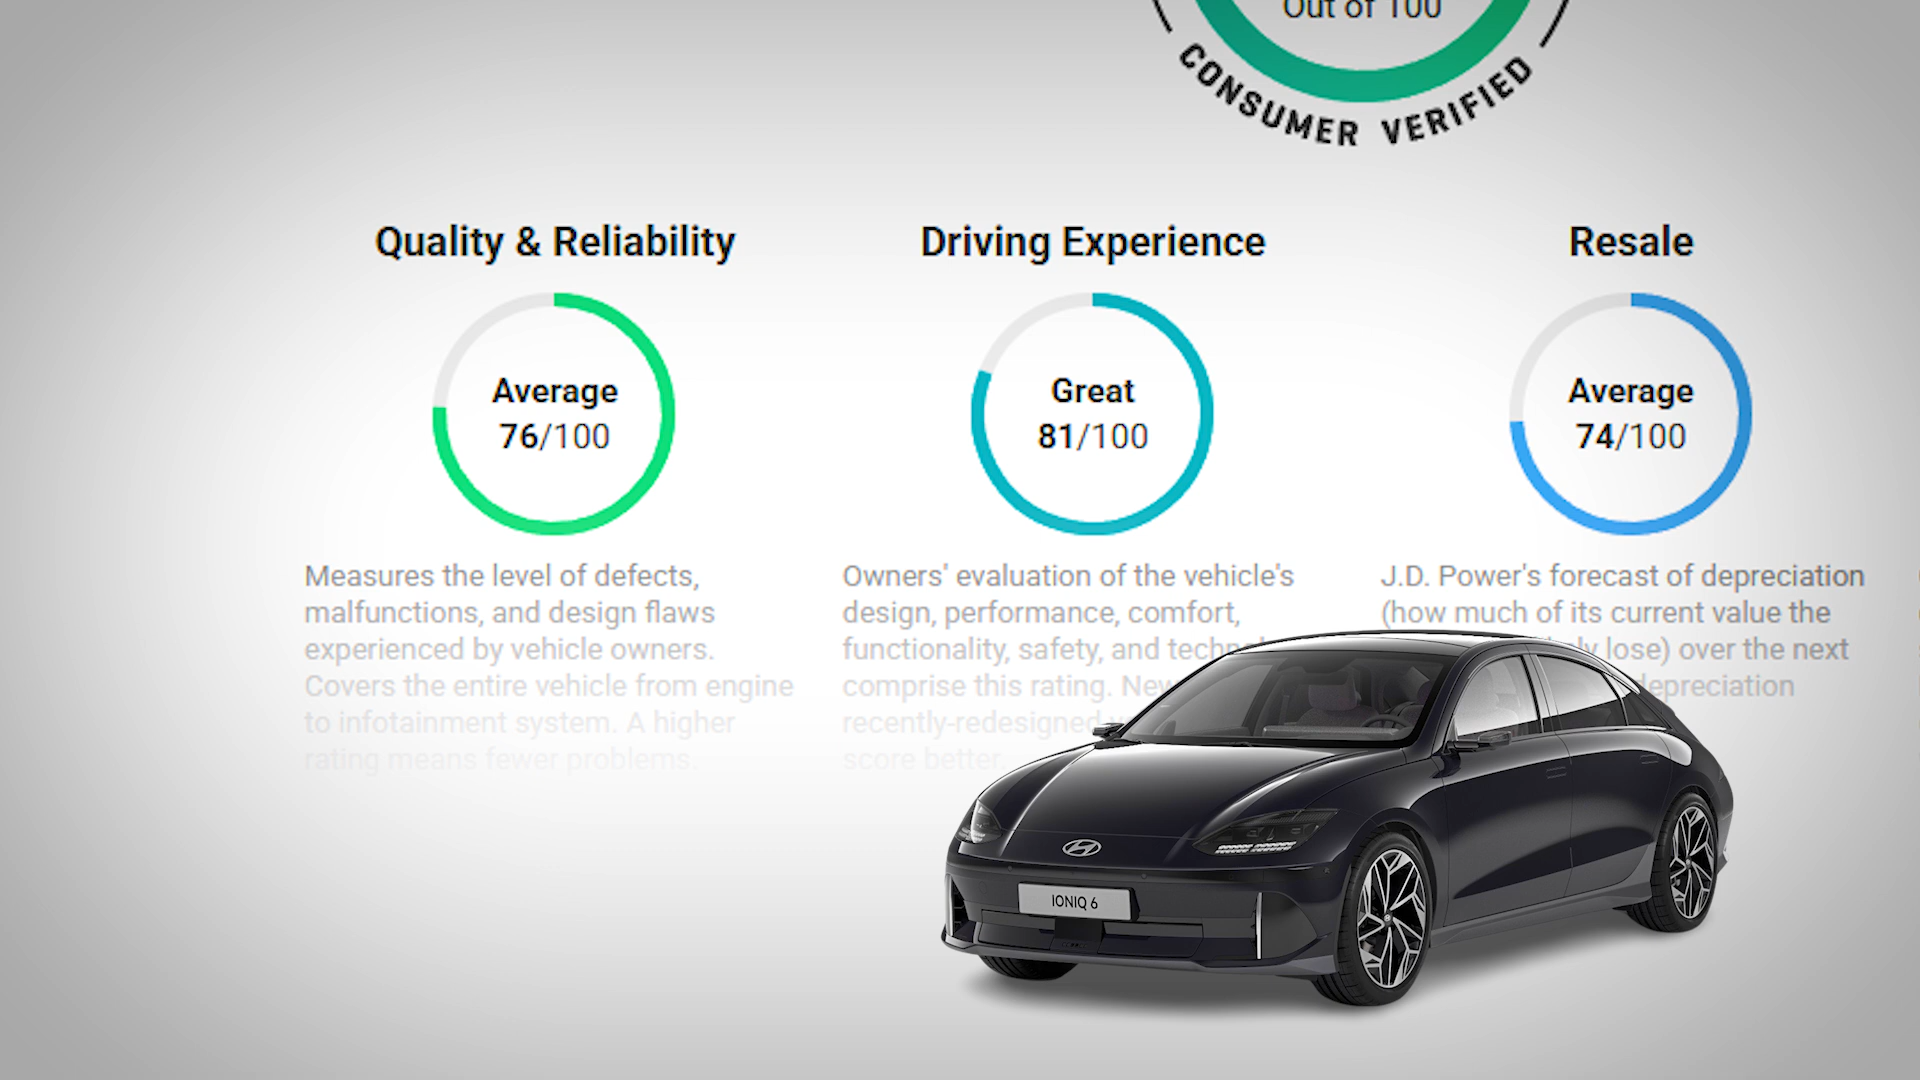 Out of 100
CONSUMER VERIFIED
Quality & Reliability
Average
76/100
Measures the level of defects,
malfunctions, and design flaws
experienced by vehicle owners.
Covers the entire vehicle from engine
to infotainment system. A higher
rating means fewer problems.
Driving Experience
Great
81/100
Owners' evaluation of the vehicle's
design, performance, comfort,
functionality, safety, and
comprise this rating.
recently-redesigned
score better.
Resale
Average
74/100
J.D. Power's forecast of depreciation
(how much of its current value the
lose) over the next
depreciation
IONIQ 6